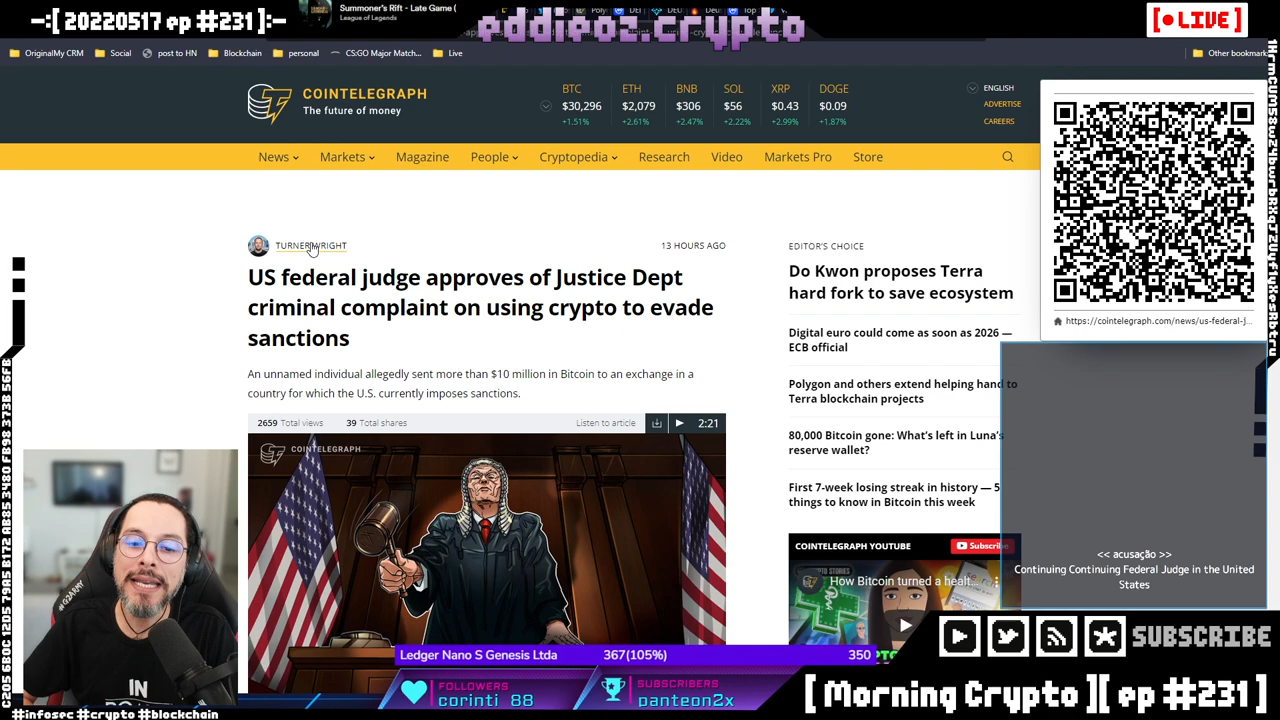 —:[ 20220517 ep #231]:—
Summoner's Rift - Late Game (
League of Legends
eddieoz.crypto
[•LIVE]
OriginalMy CRM
Social
post to HN
Blockchain
personal
CS:GO Major Match...
Live
Other bookmark
COINTELEGRAPH
The future of money
BTC ETH BNB SOL XRP DOGE
$30,296 $2,079 $306 $56 $0.43 $0.09
+1.51% +2.61% +2.47% +2.22% +2.99% +1.87%
ENGLISH
ADVERTISE
CAREERS
News Markets Magazine People Cryptopedia Research Video Markets Pro Store
TURNER WRIGHT
13 HOURS AGO
US federal judge approves of Justice Dept
criminal complaint on using crypto to evade
sanctions
An unnamed individual allegedly sent more than $10 million in Bitcoin to an exchange in a
country for which the U.S. currently imposes sanctions.
2659 Total views 39 Total shares Listen to article 2:21
COINTELEGRAPH
EDITOR'S CHOICE
Do Kwon proposes Terra
hard fork to save ecosystem
Digital euro could come as soon as 2026 —
ECB official
Polygon and others extend helping hand to
Terra blockchain projects
80,000 Bitcoin gone: What's left in Luna's
reserve wallet?
First 7-week losing streak in history — 5
things to know in Bitcoin this week
COINTELEGRAPH YOUTUBE
Subscribe
How Bitcoin turned a healt...
https://cointelegraph.com/news/us-federal-j...
<< acusação >>
Continuing Continuing Federal Judge in the United
States
#G2ARMY
Ledger Nano S Genesis Ltda 367(105%) 350
FOLLOWERS
corinti_88
SUBSCRIBERS
panteon2x
SUBSCRIBE
[ Morning Crypto ][ ep #231 ]
#infosec #crypto #blockchain